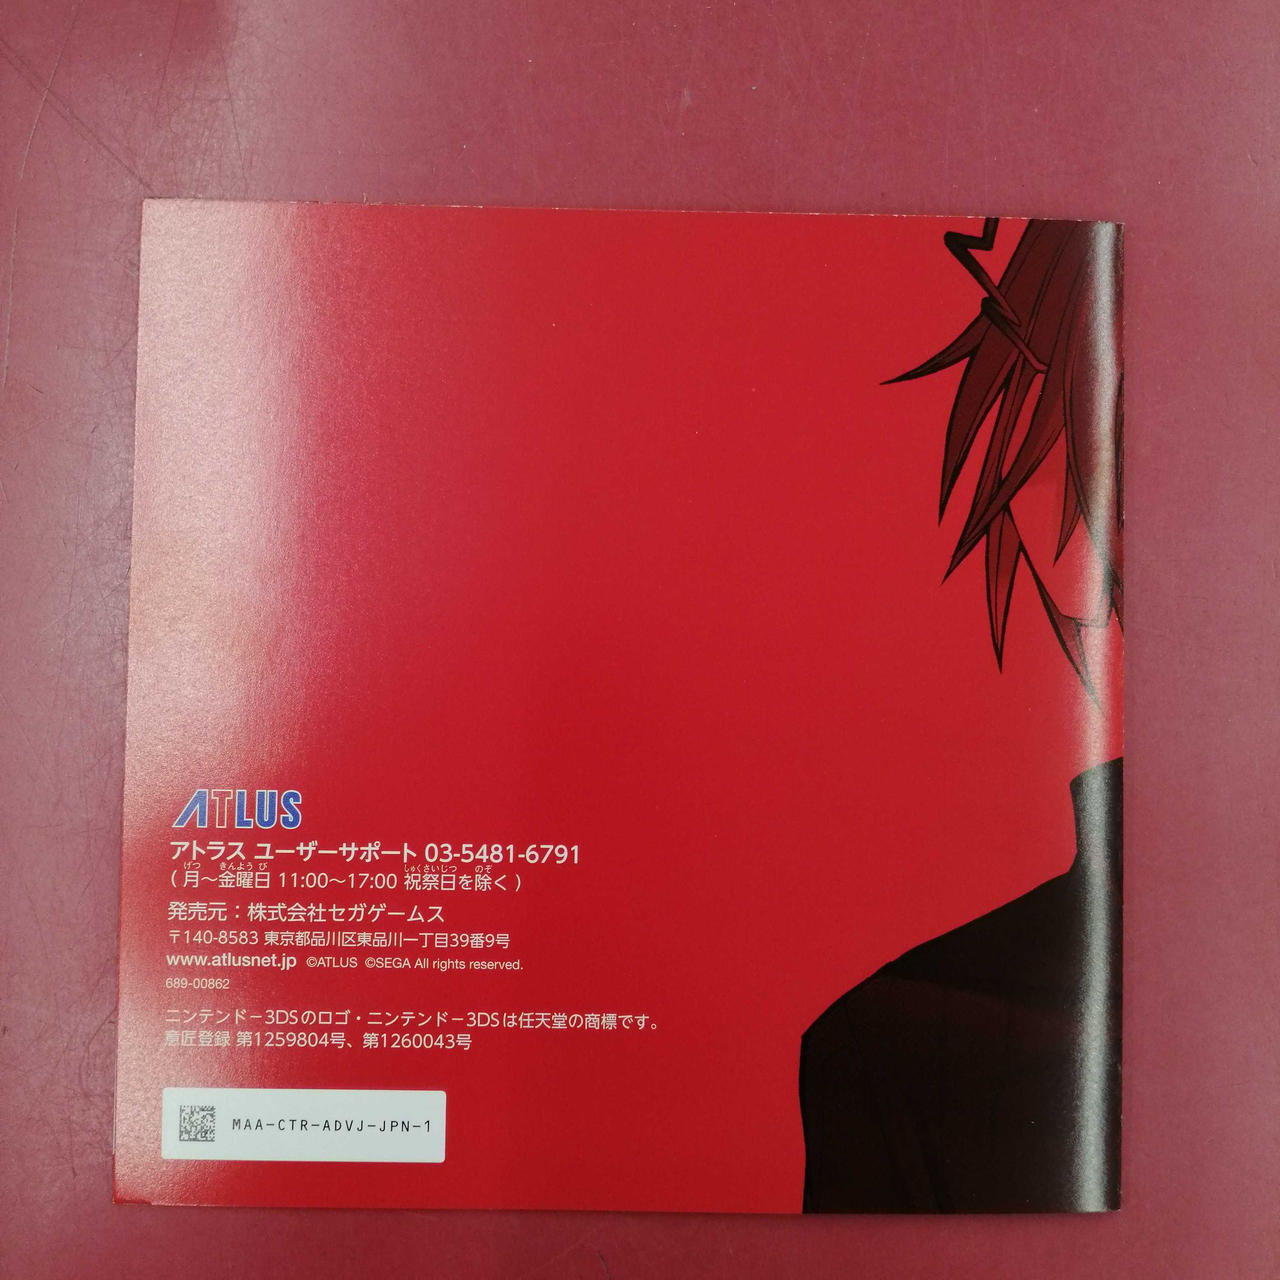 ATLUS
アトラス ユーザーサポート 03-5481-6791
げつ きんよう び しゅくさいじつ のぞ
( 月～金曜日 11:00～17:00 祝祭日を除く )
発売元：株式会社セガゲームス
〒140-8583 東京都品川区東品川一丁目39番9号
www.atlusnet.jp ©ATLUS ©SEGA All rights reserved.
689-00862
ニンテンドー3DSのロゴ・ニンテンドー3DSは任天堂の商標です。
意匠登録 第1259804号、第1260043号
MAA-CTR-ADVJ-JPN-1